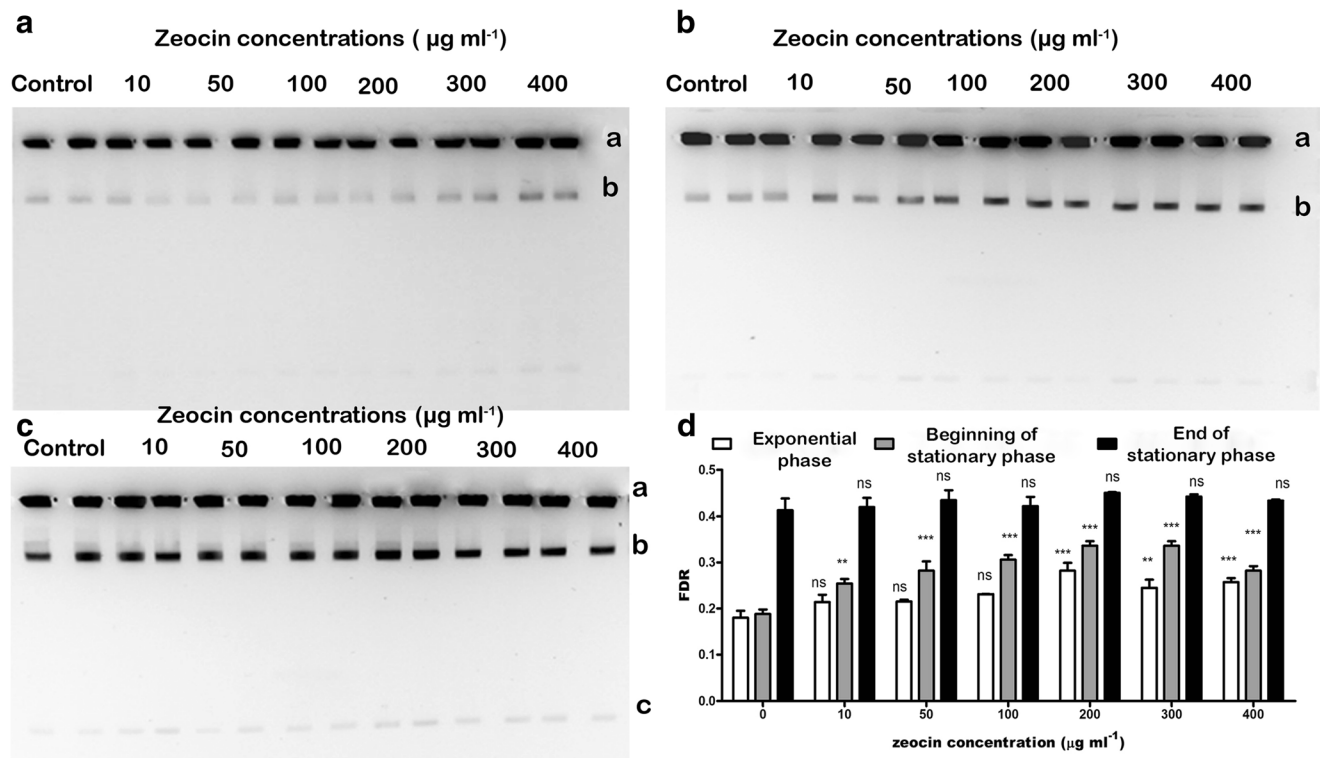 a
Zeocin concentrations ( µg ml-1)
Control 10 50 100 200 300 400
a
b
b
Zeocin concentrations (µg ml-1)
Control 10 50 100 200 300 400
a
b
c
Zeocin concentrations (µg ml-1)
Control 10 50 100 200 300 400
a
b
c
d
Exponential phase
Beginning of stationary phase
End of stationary phase
FDR
0.5
0.4
0.3
0.2
0.1
0.0
ns ** ns
ns *** ns
ns *** ns
*** *** ns
** *** ns
*** *** ns
0 10 50 100 200 300 400
zeocin concentration (µg ml-1)